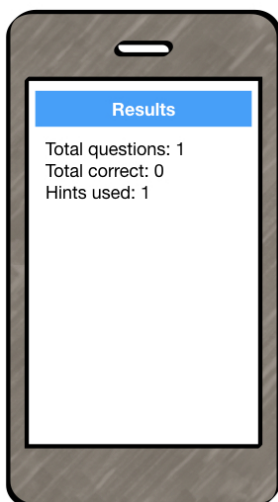 Results
Total questions: 1
Total correct: 0
Hints used: 1